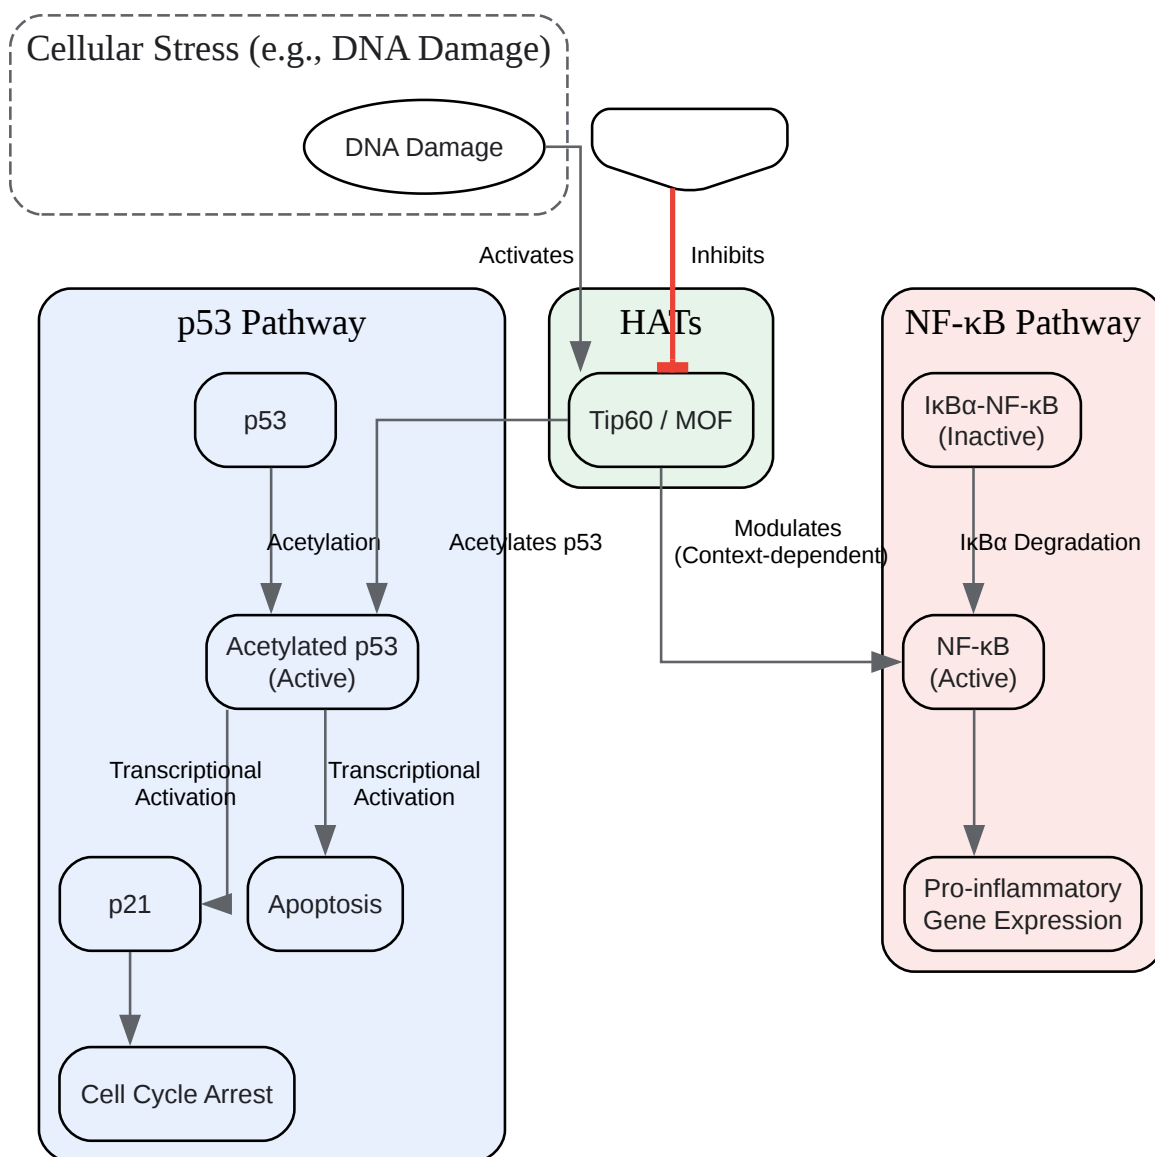 Cellular Stress (e.g., DNA Damage)
DNA Damage
Activates
Inhibits
p53 Pathway
HATs
NF-κB Pathway
p53
Tip60 / MOF
IκBα-NF-κB
(Inactive)
Acetylation
Acetylates p53
Modulates
(Context-dependent)
IκBα Degradation
Acetylated p53
(Active)
NF-κB
(Active)
Transcriptional
Activation
Transcriptional
Activation
p21
Apoptosis
Pro-inflammatory
Gene Expression
Cell Cycle Arrest